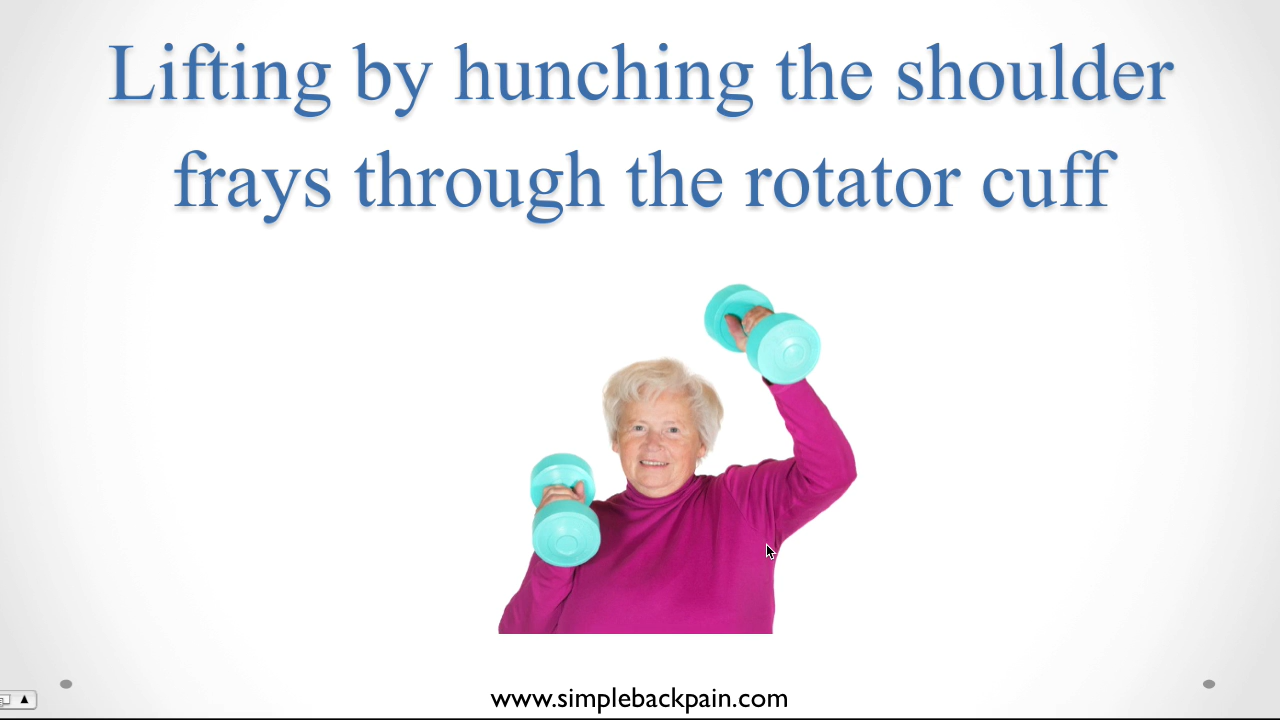 Lifting by hunching the shoulder
frays through the rotator cuff
www.simplebackpain.com